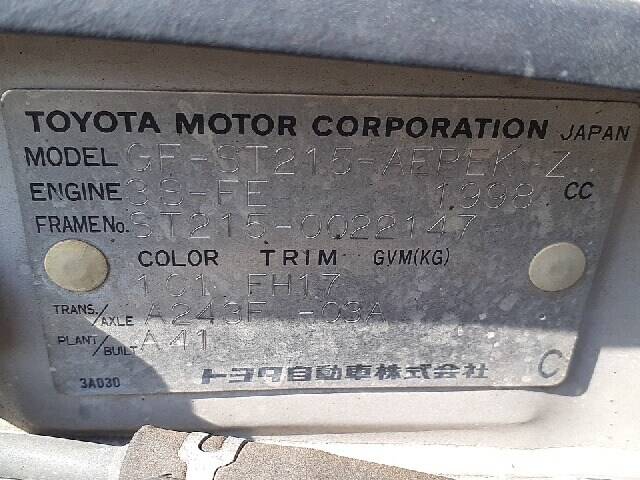 TOYOTA MOTOR CORPORATION JAPAN
MODEL GF-ST215-AEPEK Z
ENGINE 3S-FE 1998 CC
FRAME No. ST215-0022147
COLOR TRIM GVM(KG)
1C1 FH17
TRANS./AXLE A243F -03A
PLANT/BUILT A41
トヨタ自動車株式会社
3A030 C